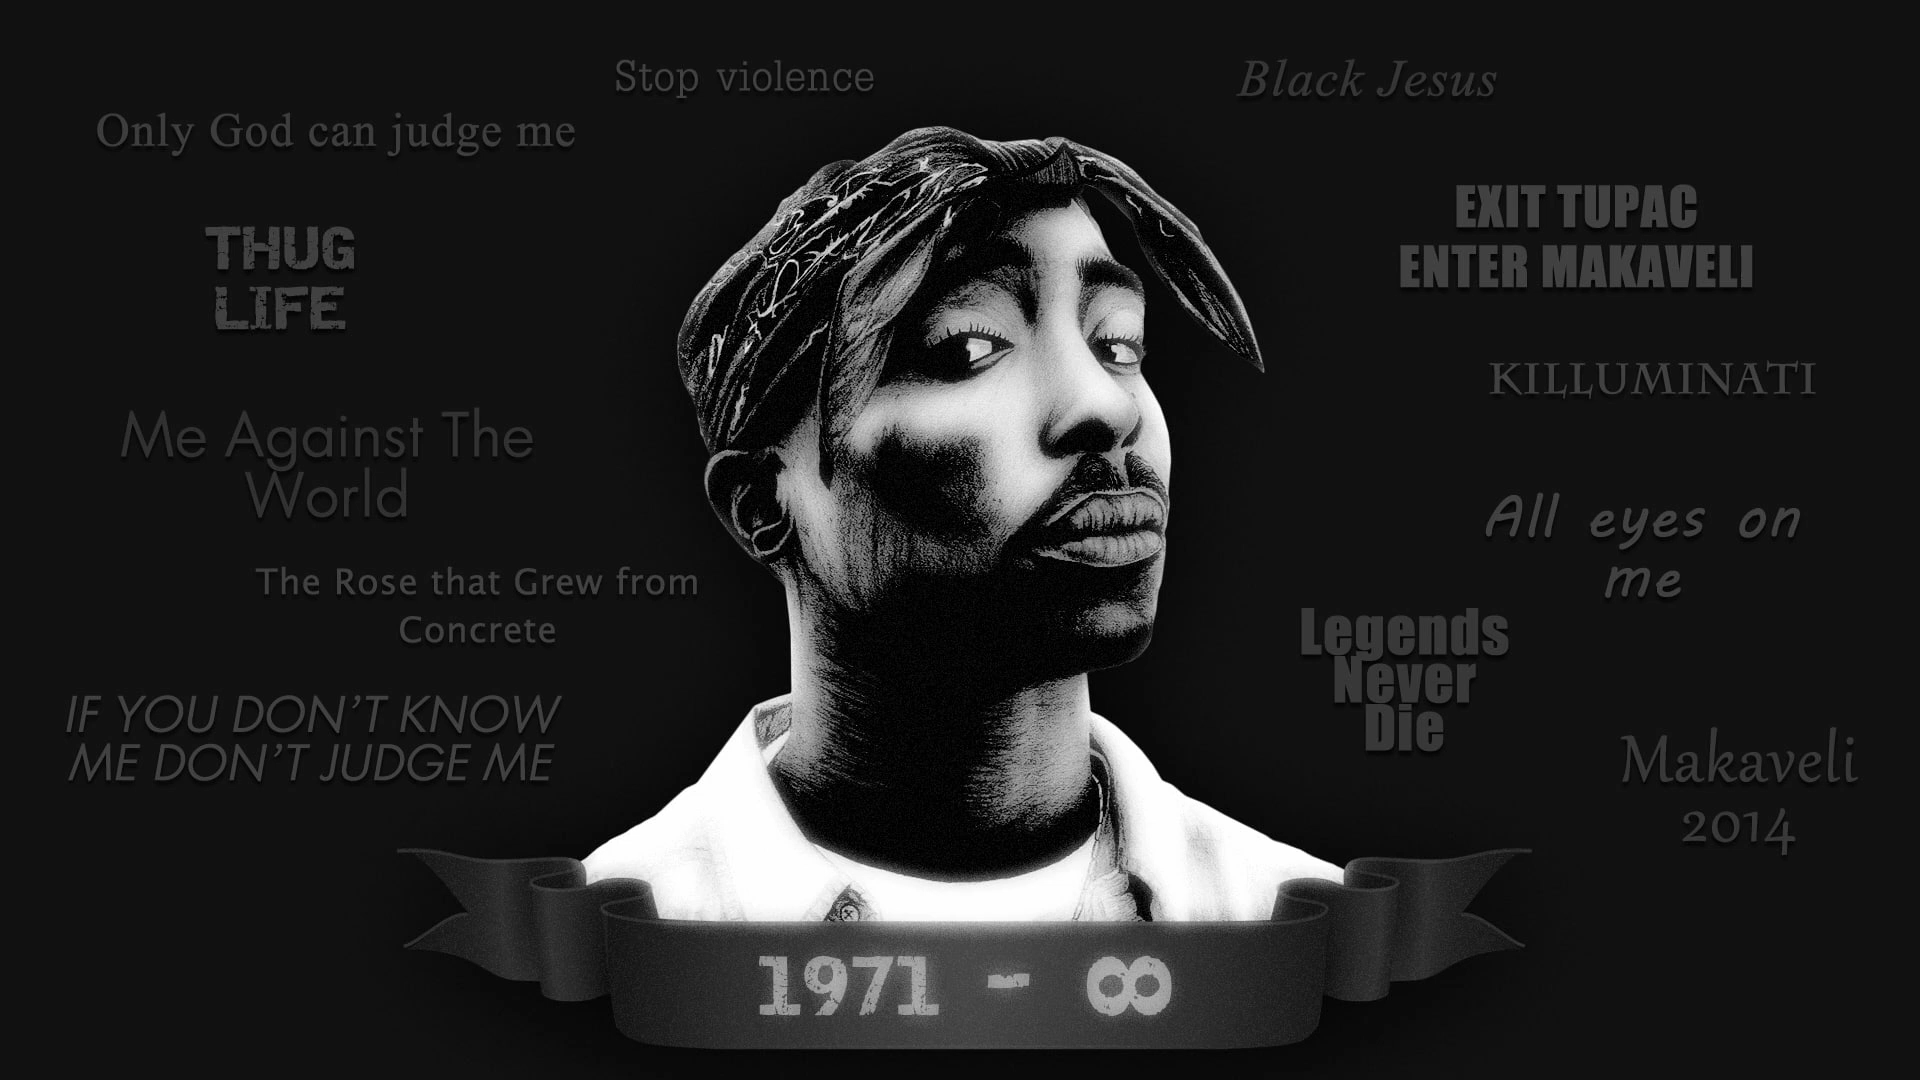 Stop violence
Black Jesus
Only God can judge me
THUG
LIFE
EXIT TUPAC
ENTER MAKAVELI
KILLUMINATI
Me Against The
World
All eyes on
me
The Rose that Grew from
Concrete
Legends
Never
Die
IF YOU DON'T KNOW
ME DON'T JUDGE ME
Makaveli
2014
1971 - ∞